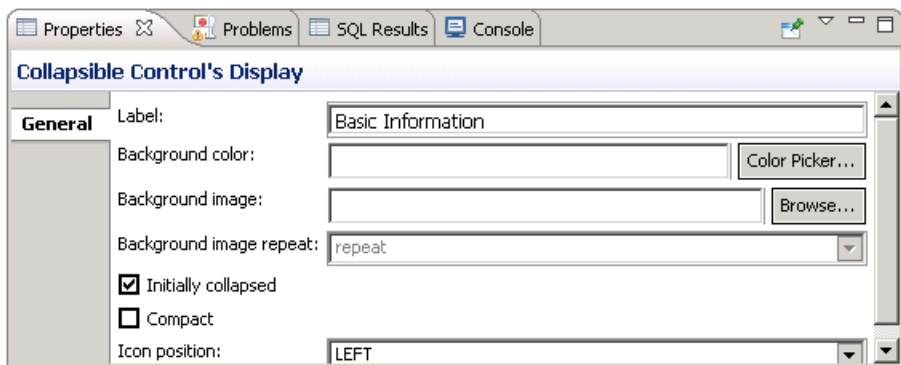 Properties Problems SQL Results Console
Collapsible Control's Display
General
Label: Basic Information
Background color: Color Picker...
Background image: Browse...
Background image repeat: repeat
Initially collapsed
Compact
Icon position: LEFT